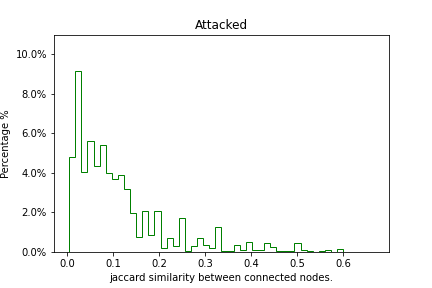 Attacked
10.0%
8.0%
6.0%
4.0%
2.0%
0.0%
Percentage %
0.0 0.1 0.2 0.3 0.4 0.5 0.6
jaccard similarity between connected nodes.